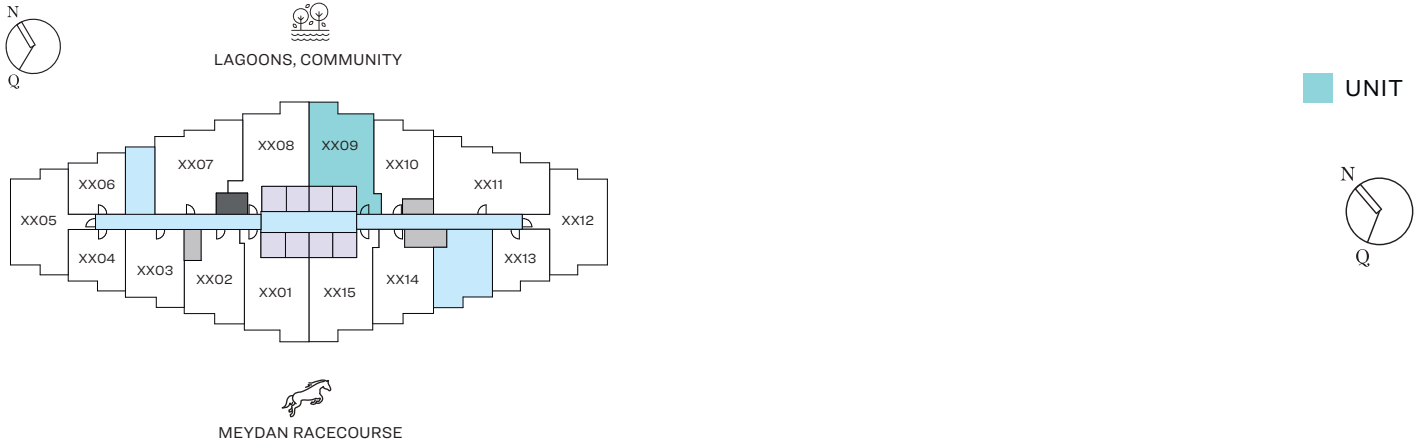 N
Q
LAGOONS, COMMUNITY
UNIT
XX08
XX09
XX07
XX10
XX06
XX11
XX05
XX12
XX04
XX03
XX02
XX01
XX15
XX14
XX13
N
Q
MEYDAN RACECOURSE